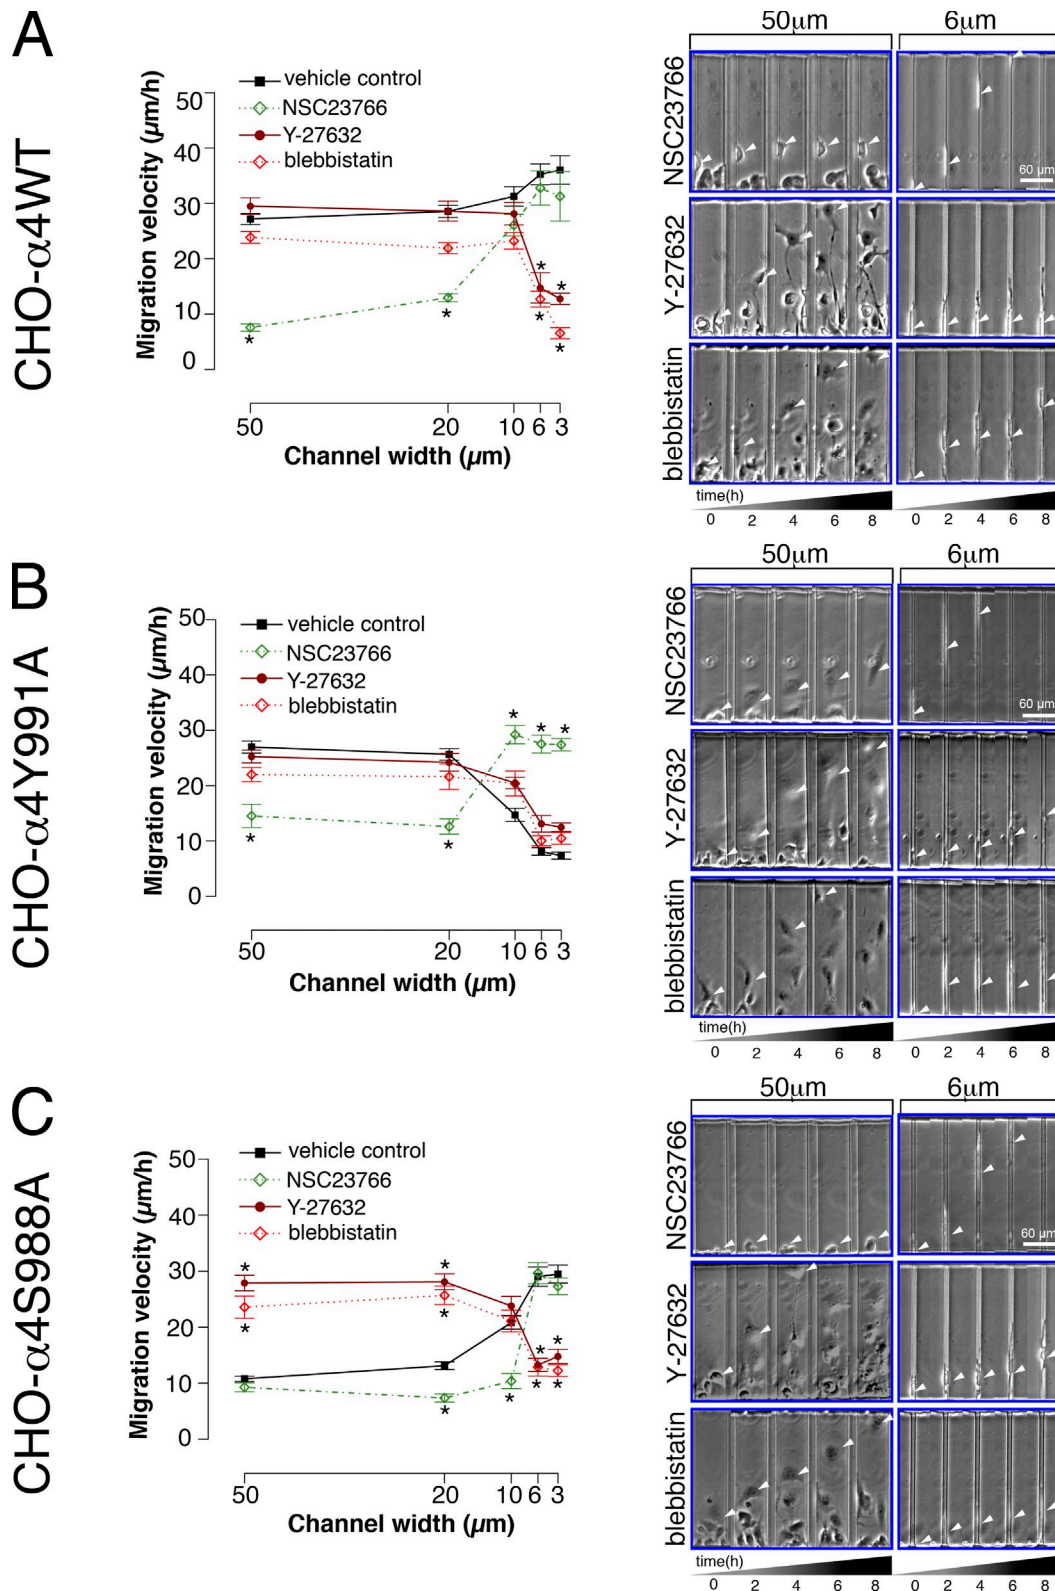 A
CHO-α4WT
vehicle control
NSC23766
Y-27632
blebbistatin
Migration velocity (µm/h)
50
40
30
20
10
0
*
*
*
*
*
*
50
20
10
6
3
Channel width (µm)
50µm
6µm
NSC23766
60 µm
Y-27632
blebbistatin
time(h)
0 2 4 6 8
0 2 4 6 8
B
CHO-α4Y991A
vehicle control
NSC23766
Y-27632
blebbistatin
Migration velocity (µm/h)
50
40
30
20
10
0
*
*
*
*
*
50
20
10
6
3
Channel width (µm)
50µm
6µm
NSC23766
60 µm
Y-27632
blebbistatin
time(h)
0 2 4 6 8
0 2 4 6 8
C
CHO-α4S988A
vehicle control
NSC23766
Y-27632
blebbistatin
Migration velocity (µm/h)
50
40
30
20
10
0
*
*
*
*
*
*
*
*
*
*
50
20
10
6
3
Channel width (µm)
50µm
6µm
NSC23766
60 µm
Y-27632
blebbistatin
time(h)
0 2 4 6 8
0 2 4 6 8